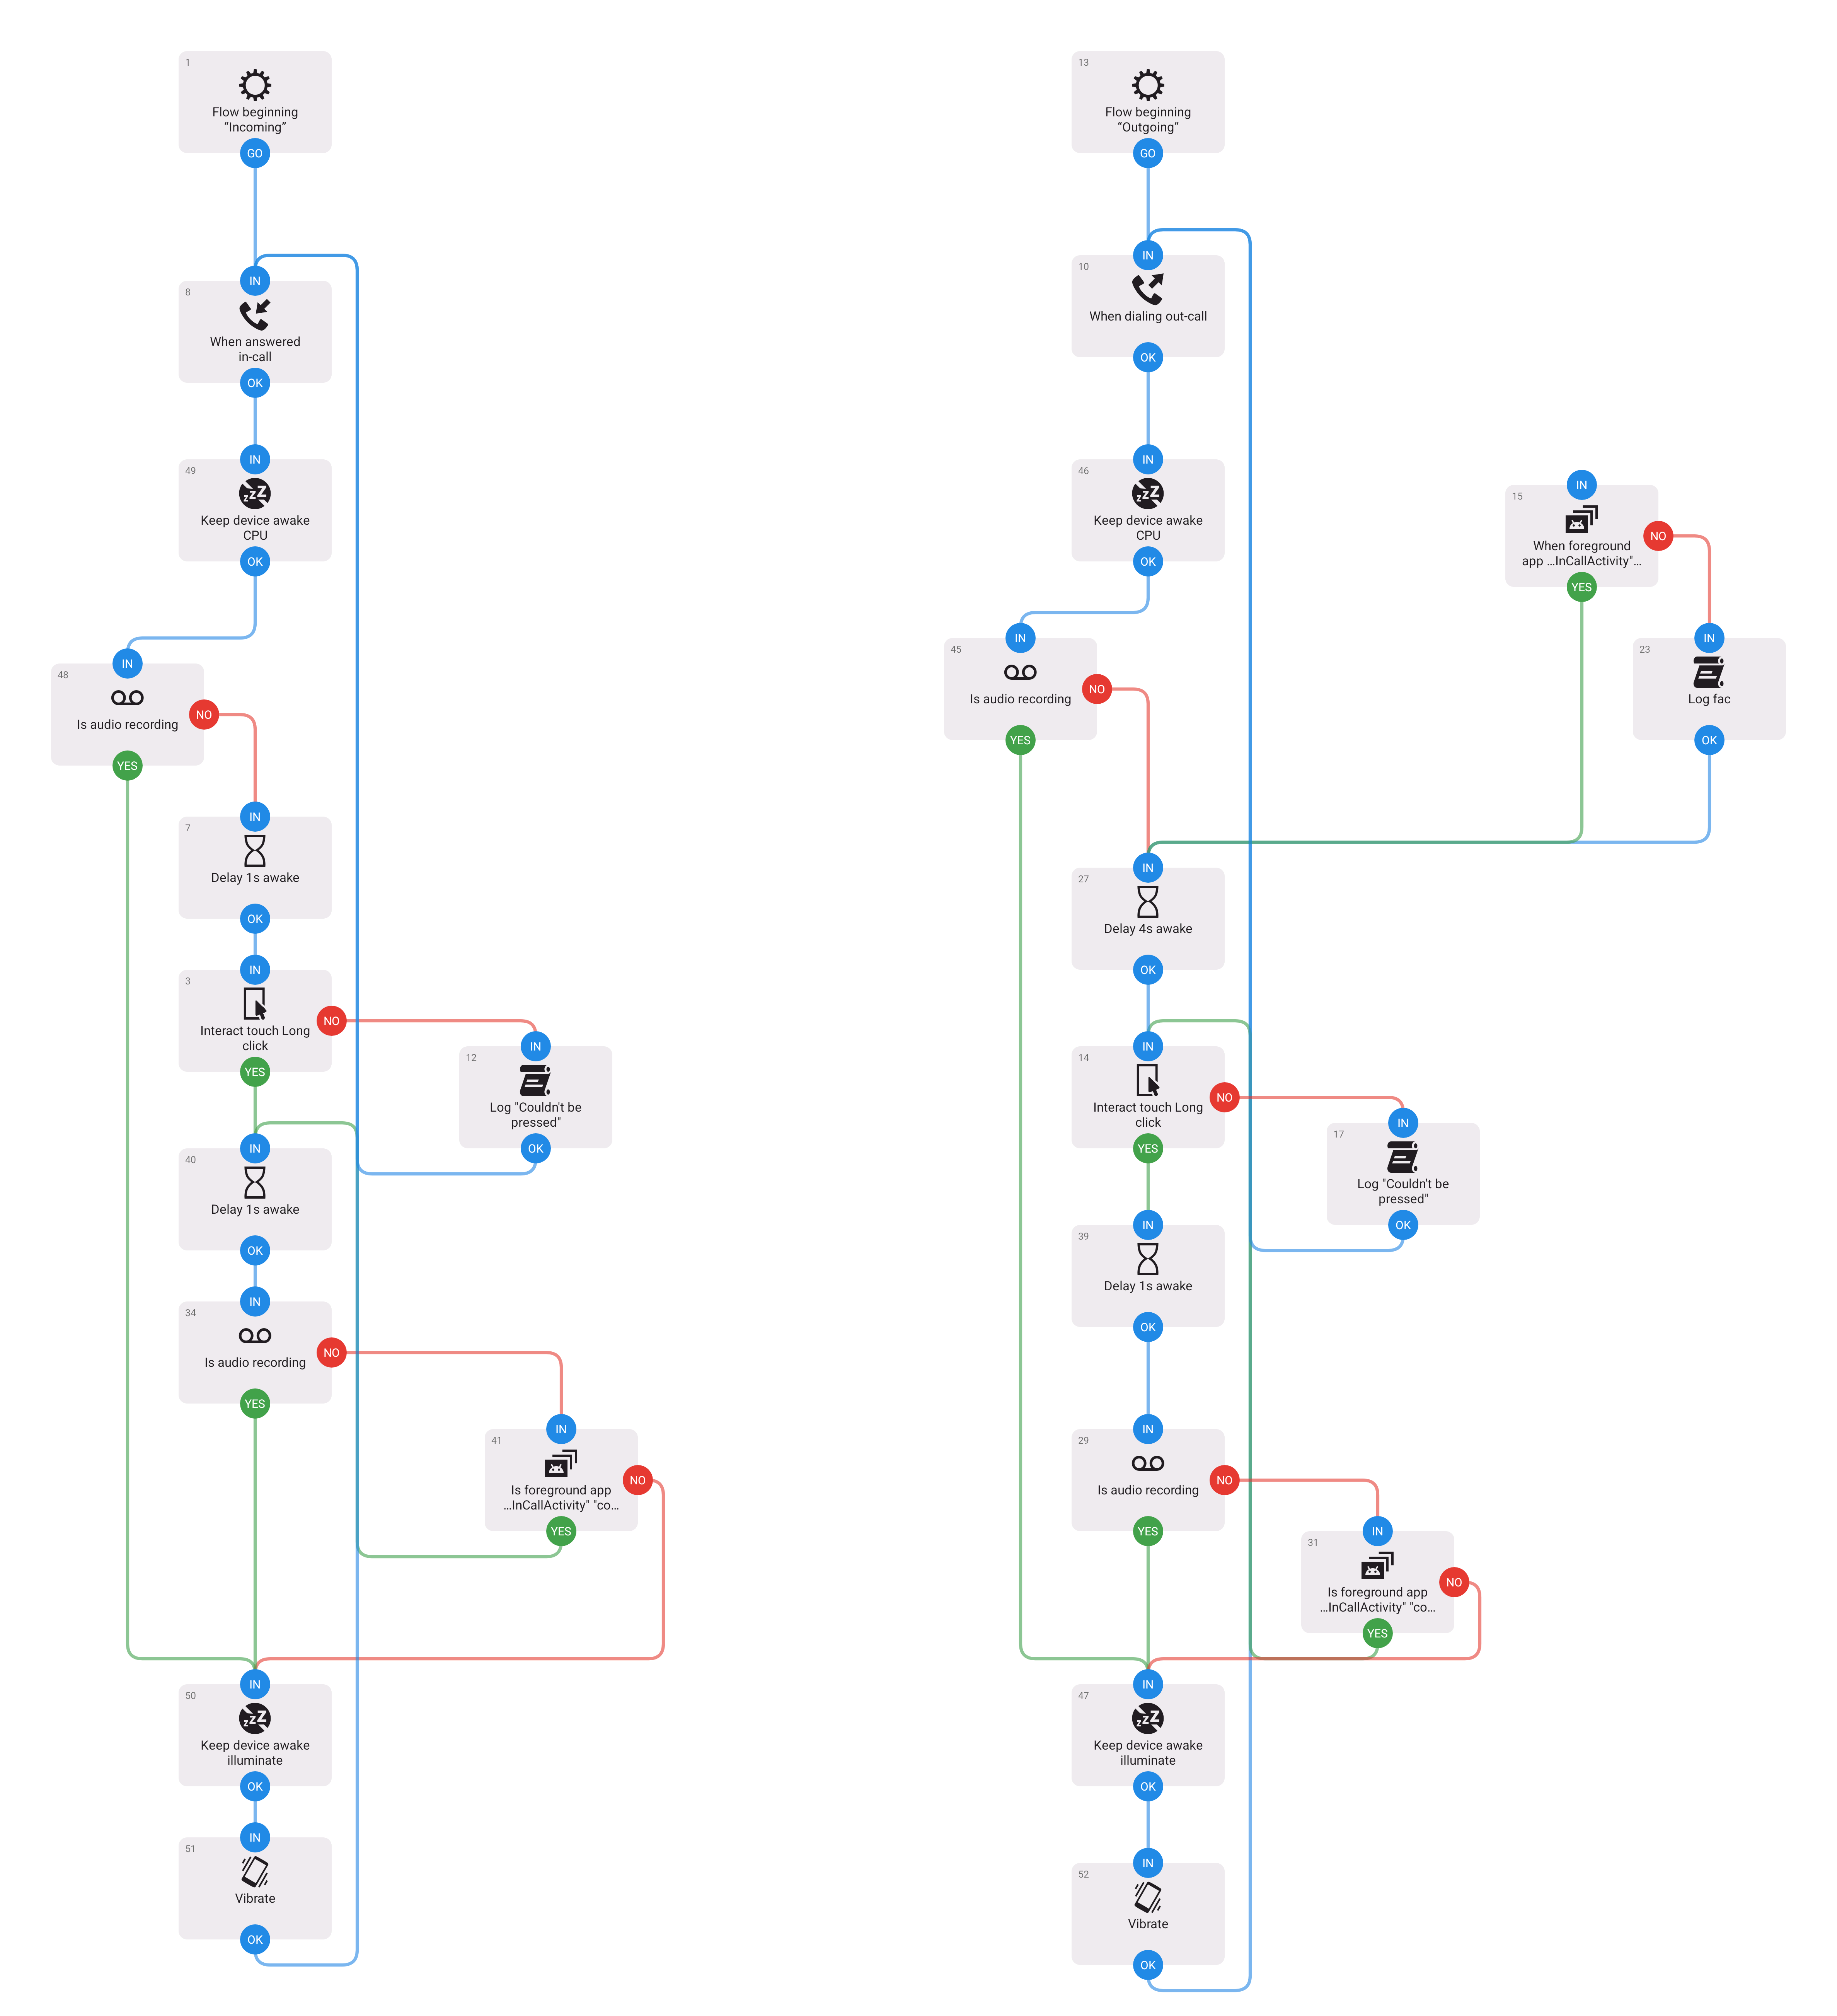 1
Flow beginning
“Incoming”
GO
IN
8
When answered
in-call
OK
IN
49
Keep device awake
CPU
OK
IN
48
Is audio recording
NO
YES
IN
7
Delay 1s awake
OK
IN
3
Interact touch Long
click
NO
YES
IN
12
Log "Couldn't be
pressed"
OK
IN
40
Delay 1s awake
OK
IN
34
Is audio recording
NO
YES
IN
41
Is foreground app
...InCallActivity" "co...
NO
YES
IN
50
Keep device awake
illuminate
OK
IN
51
Vibrate
OK
13
Flow beginning
“Outgoing”
GO
IN
10
When dialing out-call
OK
IN
46
Keep device awake
CPU
OK
IN
45
Is audio recording
NO
YES
IN
15
When foreground
app ...InCallActivity"...
NO
YES
IN
23
Log fac
OK
IN
27
Delay 4s awake
OK
IN
14
Interact touch Long
click
NO
YES
IN
17
Log "Couldn't be
pressed"
OK
IN
39
Delay 1s awake
OK
IN
29
Is audio recording
NO
YES
IN
31
Is foreground app
...InCallActivity" "co...
NO
YES
IN
47
Keep device awake
illuminate
OK
IN
52
Vibrate
OK